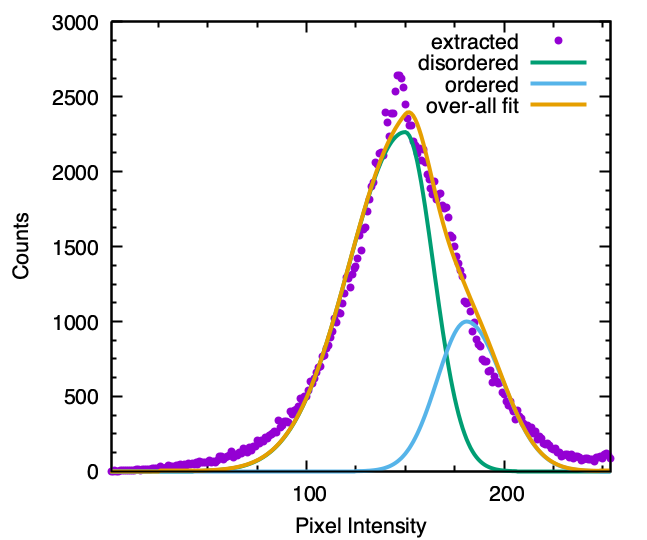 3000
extracted
disordered
2500
ordered
over-all fit
2000
Counts
1500
1000
500
0
100
200
Pixel Intensity